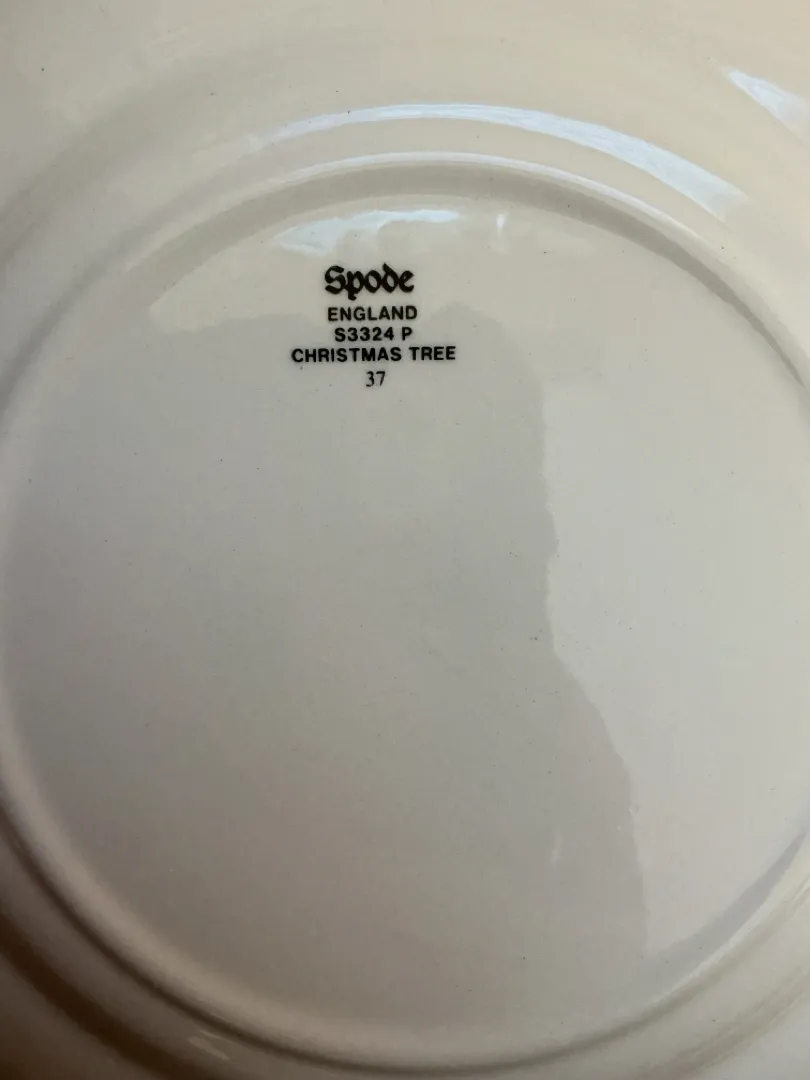 Spode
ENGLAND
S3324 P
CHRISTMAS TREE
37